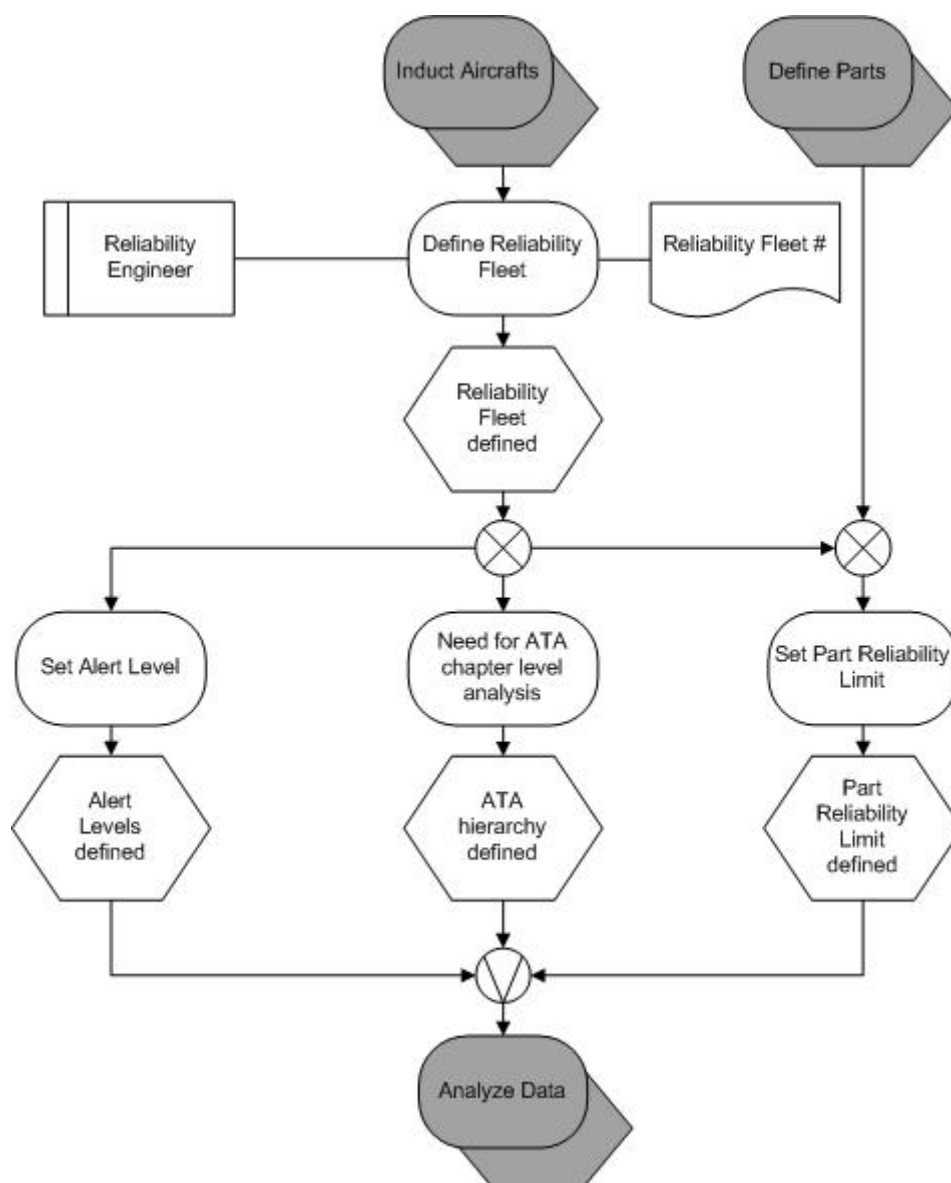 Induct Aircrafts
Define Parts
Reliability
Engineer
Define Reliability
Fleet
Reliability Fleet #
Reliability
Fleet
defined
Set Alert Level
Need for ATA
chapter level
analysis
Set Part Reliability
Limit
Alert
Levels
defined
ATA
hierarchy
defined
Part
Reliability
Limit
defined
Analyze Data